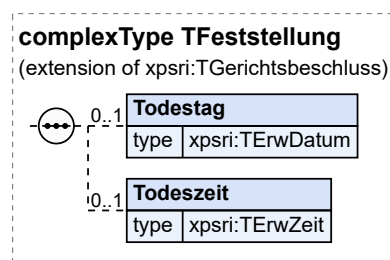 complexType TFeststellung
(extension of xpsri:TGerichtsbeschluss)
0..1 Todestag
type xpsri:TErwDatum
0..1 Todeszeit
type xpsri:TErwZeit